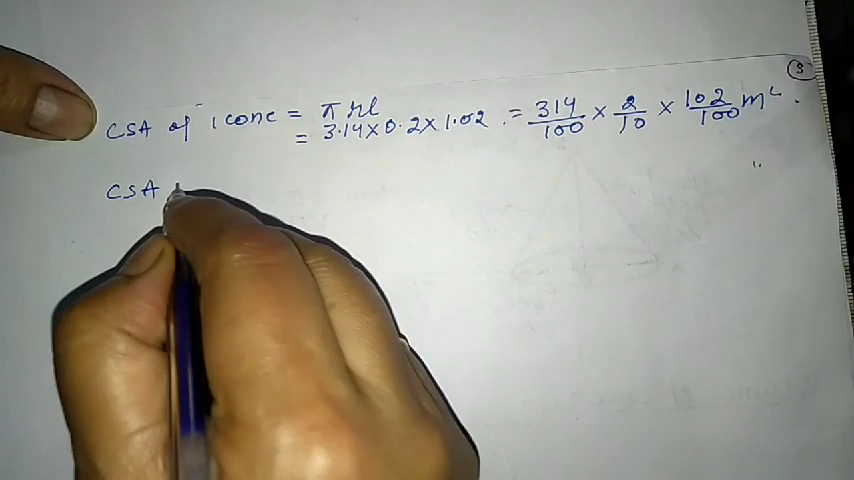 3
CSA of 1 cone = π rl
= 3.14 × 0.2 × 1.02 . = 314/100 × 2/10 × 102/100 m² .
CSA